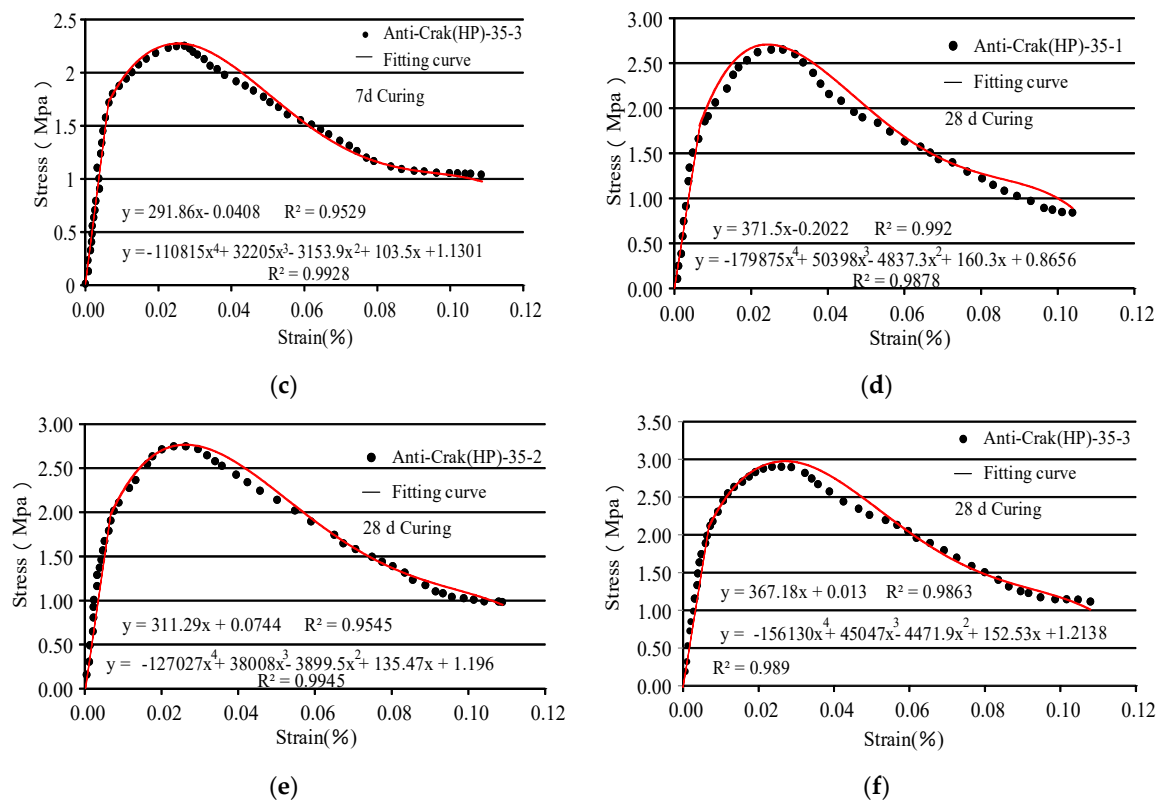 2.5
2
1.5
1
0.5
0
Stress ( Mpa )
Anti-Crak(HP)-35-3
Fitting curve
7d Curing
y = 291.86x- 0.0408 R² = 0.9529
y = -110815x⁴+ 32205x³- 3153.9x²+ 103.5x +1.1301
R² = 0.9928
0.00 0.02 0.04 0.06 0.08 0.10 0.12
Strain(%)
(c)
3.00
2.50
2.00
1.50
1.00
0.50
0.00
Stress ( Mpa )
Anti-Crak(HP)-35-1
Fitting curve
28 d Curing
y = 371.5x-0.2022 R² = 0.992
y = -179875x⁴+ 50398x³- 4837.3x²+ 160.3x + 0.8656
R² = 0.9878
0.00 0.02 0.04 0.06 0.08 0.10 0.12
Strain(%)
(d)
3.00
2.50
2.00
1.50
1.00
0.50
0.00
Stress ( Mpa )
Anti-Crak(HP)-35-2
Fitting curve
28 d Curing
y = 311.29x + 0.0744 R² = 0.9545
y = -127027x⁴+ 38008x³- 3899.5x²+ 135.47x + 1.196
R² = 0.9945
0.00 0.02 0.04 0.06 0.08 0.10 0.12
Strain(%)
(e)
3.50
3.00
2.50
2.00
1.50
1.00
0.50
0.00
Stress ( Mpa )
Anti-Crak(HP)-35-3
Fitting curve
28 d Curing
y = 367.18x + 0.013 R² = 0.9863
y = -156130x⁴+ 45047x³- 4471.9x²+ 152.53x +1.2138
R² = 0.989
0.00 0.02 0.04 0.06 0.08 0.10 0.12
Strain(%)
(f)